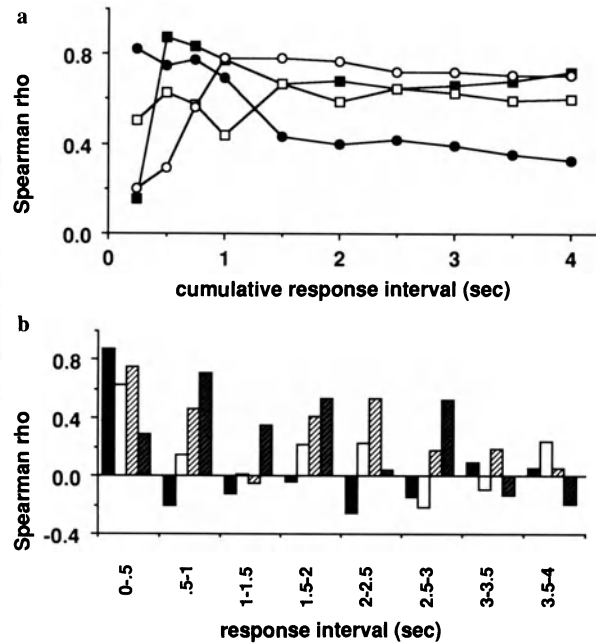 a
Spearman rho
0.8
0.4
0.0
0 1 2 3 4
cumulative response interval (sec)
b
Spearman rho
0.8
0.4
0.0
-0.4
0-.5 .5-1 1-1.5 1.5-2 2-2.5 2.5-3 3-3.5 3.5-4
response interval (sec)